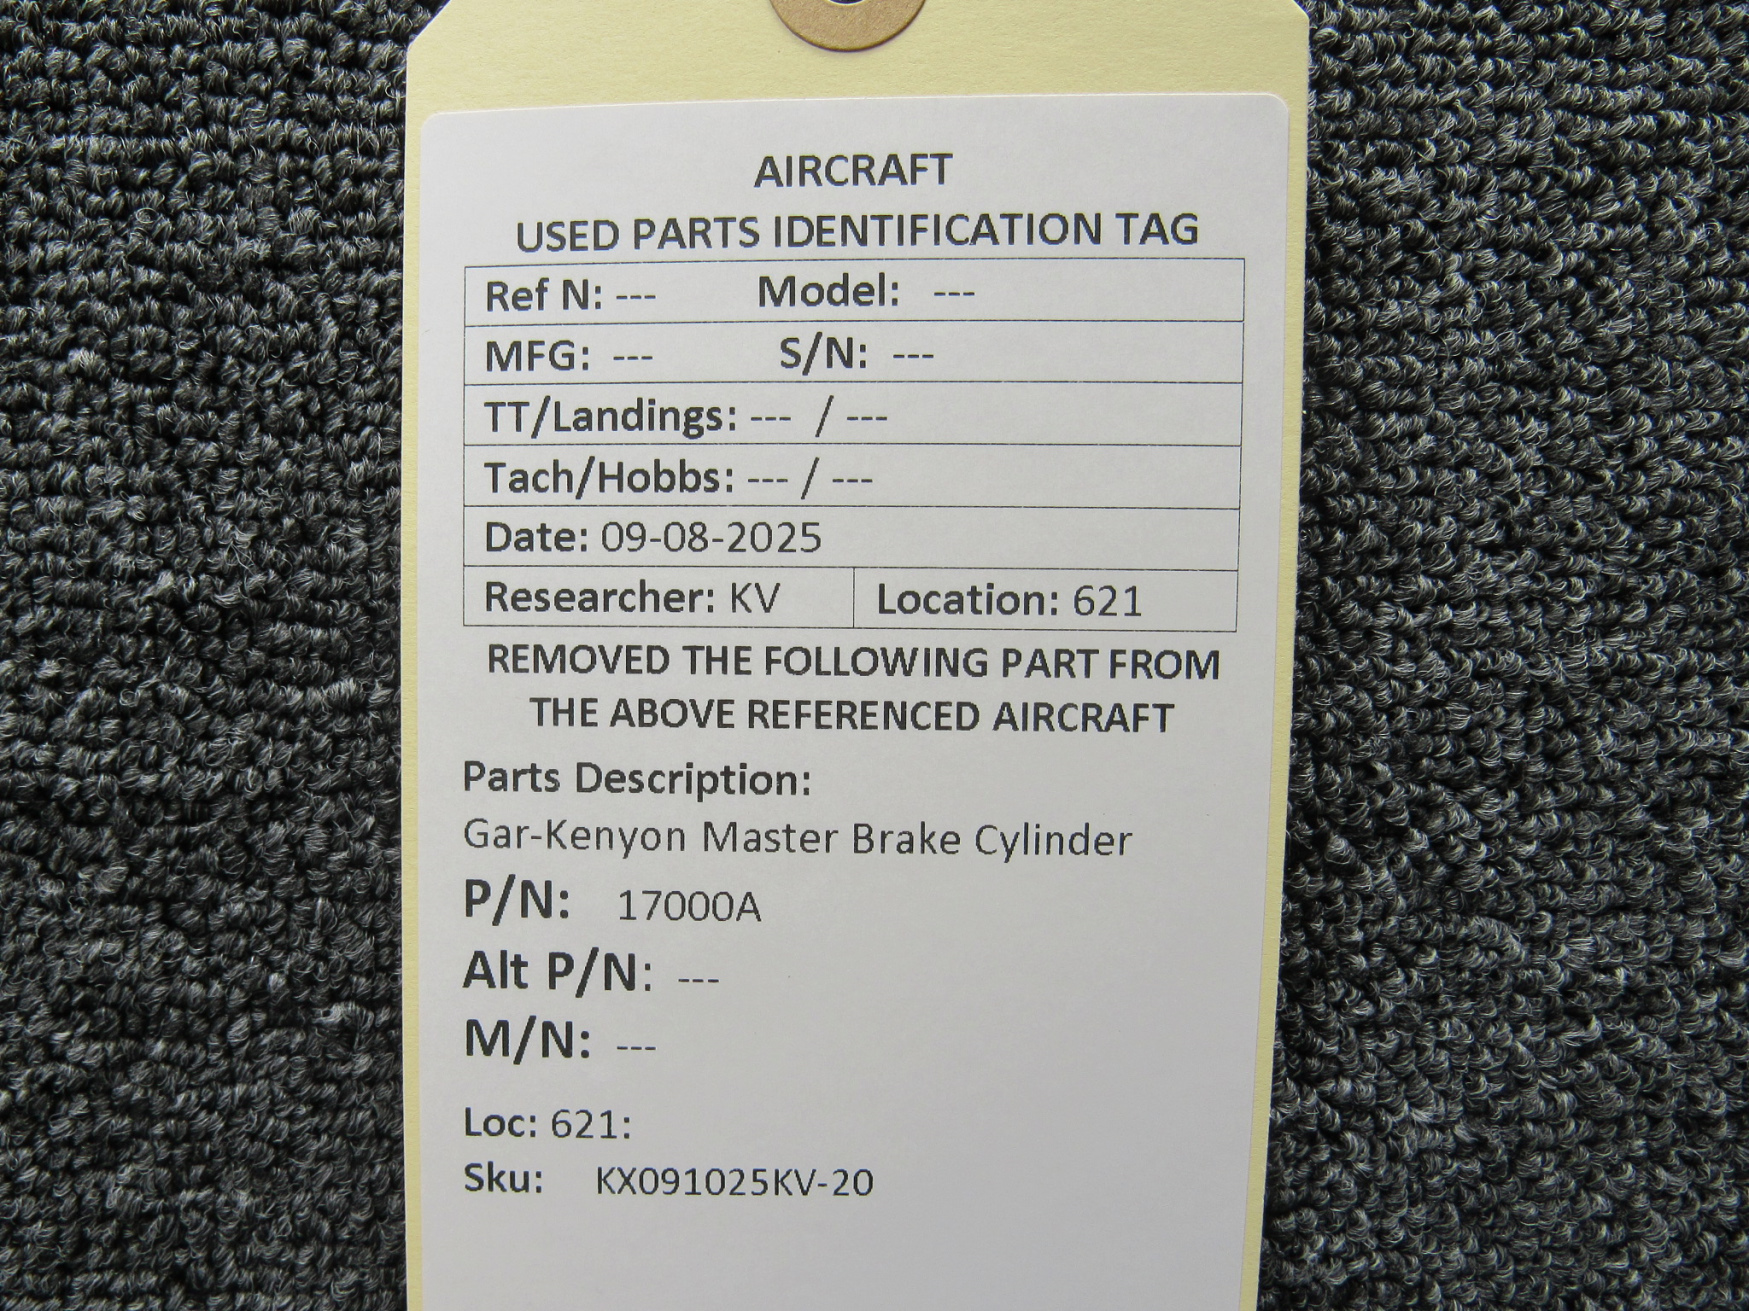 AIRCRAFT
USED PARTS IDENTIFICATION TAG
Ref N: --- Model: ---
MFG: --- S/N: ---
TT/Landings: --- / ---
Tach/Hobbs: --- / ---
Date: 09-08-2025
Researcher: KV Location: 621
REMOVED THE FOLLOWING PART FROM
THE ABOVE REFERENCED AIRCRAFT
Parts Description:
Gar-Kenyon Master Brake Cylinder
P/N: 17000A
Alt P/N: ---
M/N: ---
Loc: 621:
Sku: KX091025KV-20